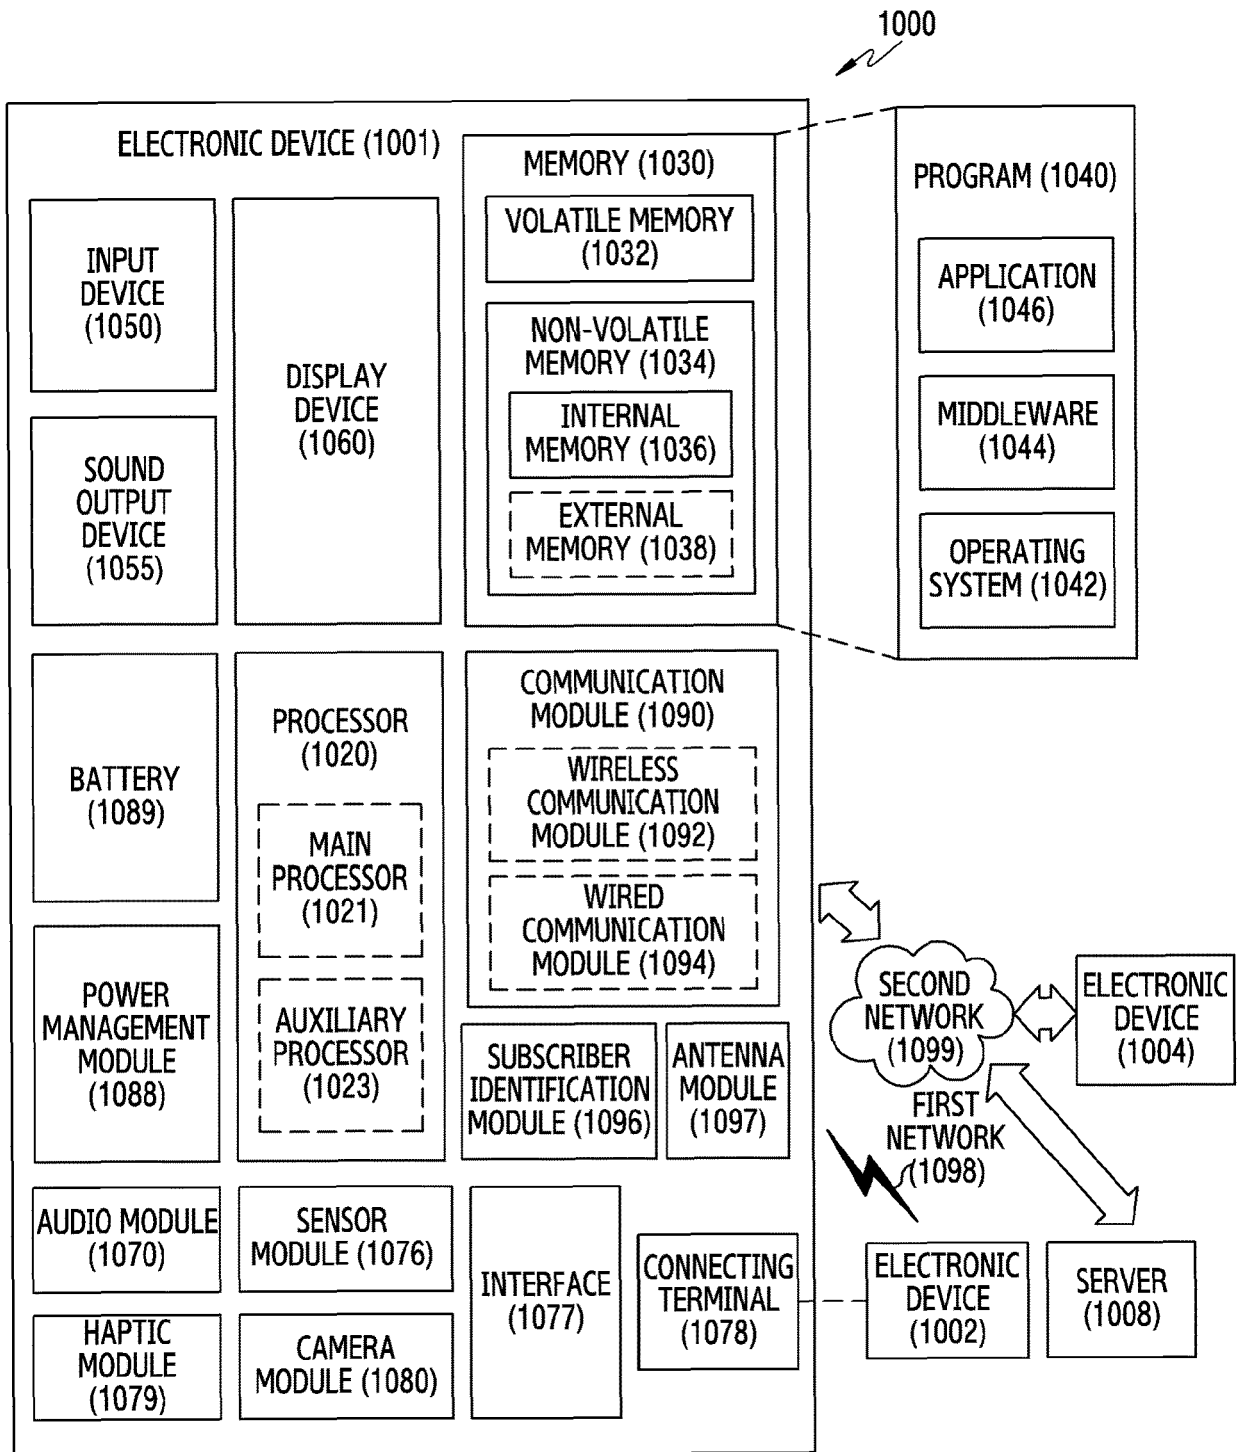 1000
ELECTRONIC DEVICE (1001)
INPUT
DEVICE
(1050)
SOUND
OUTPUT
DEVICE
(1055)
DISPLAY
DEVICE
(1060)
MEMORY (1030)
VOLATILE MEMORY
(1032)
NON-VOLATILE
MEMORY (1034)
INTERNAL
MEMORY (1036)
EXTERNAL
MEMORY (1038)
PROGRAM (1040)
APPLICATION
(1046)
MIDDLEWARE
(1044)
OPERATING
SYSTEM (1042)
BATTERY
(1089)
POWER
MANAGEMENT
MODULE
(1088)
PROCESSOR
(1020)
MAIN
PROCESSOR
(1021)
AUXILIARY
PROCESSOR
(1023)
COMMUNICATION
MODULE (1090)
WIRELESS
COMMUNICATION
MODULE (1092)
WIRED
COMMUNICATION
MODULE (1094)
SUBSCRIBER
IDENTIFICATION
MODULE (1096)
ANTENNA
MODULE
(1097)
SECOND
NETWORK
(1099)
ELECTRONIC
DEVICE
(1004)
FIRST
NETWORK
(1098)
AUDIO MODULE
(1070)
SENSOR
MODULE (1076)
INTERFACE
(1077)
CONNECTING
TERMINAL
(1078)
ELECTRONIC
DEVICE
(1002)
SERVER
(1008)
HAPTIC
MODULE
(1079)
CAMERA
MODULE (1080)